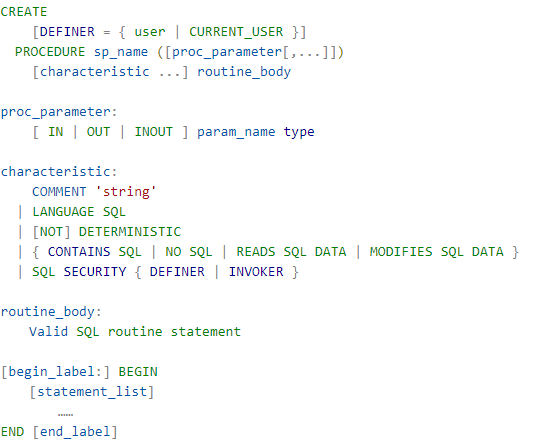 CREATE
    [DEFINER = { user | CURRENT_USER }]
  PROCEDURE sp_name ([proc_parameter[,...]])
    [characteristic ...] routine_body
proc_parameter:
    [ IN | OUT | INOUT ] param_name type
characteristic:
    COMMENT 'string'
  | LANGUAGE SQL
  | [NOT] DETERMINISTIC
  | { CONTAINS SQL | NO SQL | READS SQL DATA | MODIFIES SQL DATA }
  | SQL SECURITY { DEFINER | INVOKER }
routine_body:
    Valid SQL routine statement
[begin_label:] BEGIN
    [statement_list]
        ……
END [end_label]